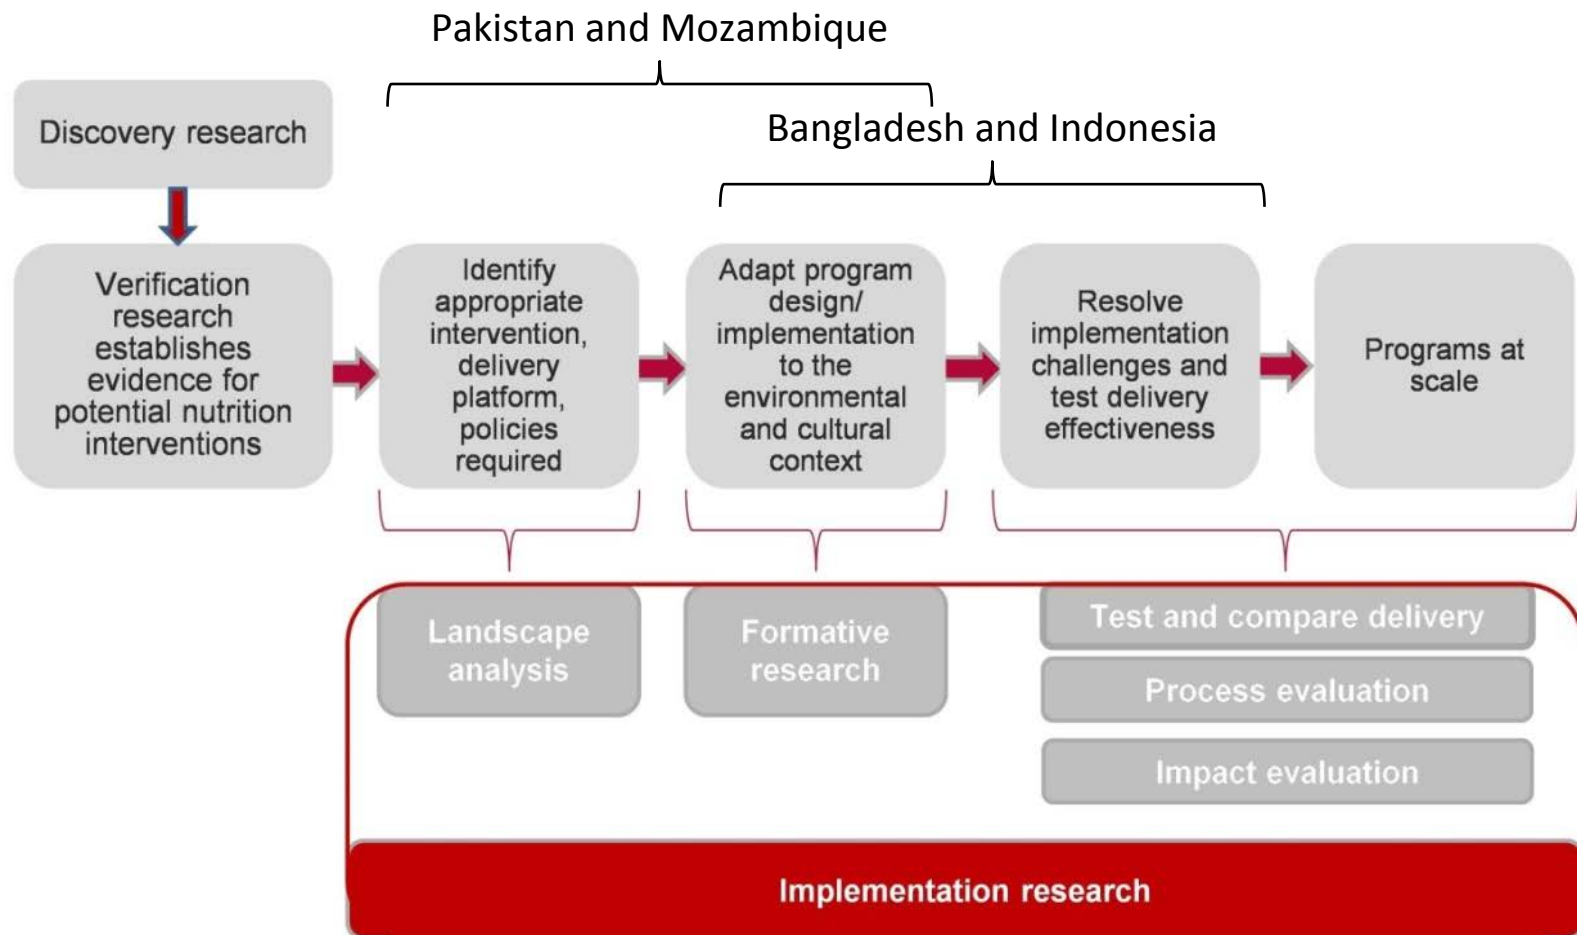 Pakistan and Mozambique
Bangladesh and Indonesia
Discovery research
Verification
research
establishes
evidence for
potential nutrition
interventions
Identify
appropriate
intervention,
delivery
platform,
policies
required
Adapt program
design/
implementation
to the
environmental
and cultural
context
Resolve
implementation
challenges and
test delivery
effectiveness
Programs at
scale
Landscape
analysis
Formative
research
Test and compare delivery
Process evaluation
Impact evaluation
Implementation research